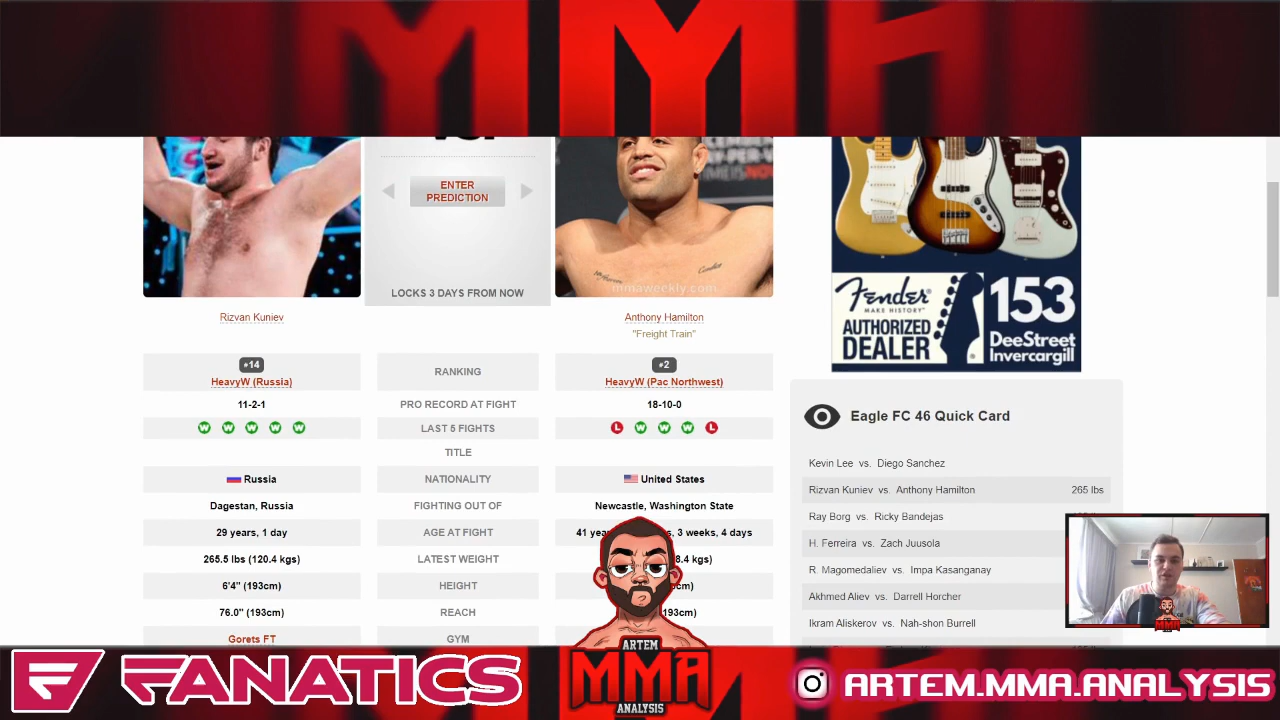 MMA
ENTER
PREDICTION
LOCKS 3 DAYS FROM NOW
mmaweekly.com
Rizvan Kuniev
Anthony Hamilton
"Freight Train"
#14
HeavyW (Russia)
RANKING
#2
HeavyW (Pac Northwest)
11-2-1
PRO RECORD AT FIGHT
18-10-0
W W W W W
LAST 5 FIGHTS
L W W W L
TITLE
Russia
NATIONALITY
United States
Dagestan, Russia
FIGHTING OUT OF
Newcastle, Washington State
29 years, 1 day
AGE AT FIGHT
41 3 weeks, 4 days
265.5 lbs (120.4 kgs)
LATEST WEIGHT
8.4 kgs)
6'4" (193cm)
HEIGHT
76.0" (193cm)
REACH
193cm)
Gorets FT
GYM
Fender
MAKE HISTORY
AUTHORIZED
DEALER
153
DeeStreet
Invercargill
Eagle FC 46 Quick Card
Kevin Lee vs. Diego Sanchez
Rizvan Kuniev vs. Anthony Hamilton 265 lbs
Ray Borg vs. Ricky Bandejas
H. Ferreira vs. Zach Juusola
R. Magomedaliev vs. Impa Kasanganay
Akhmed Aliev vs. Darrell Horcher
Ikram Aliskerov vs. Nah-shon Burrell
MMA
FANATICS
ARTEM
MMA
ANALYSIS
ARTEM.MMA.ANALYSIS